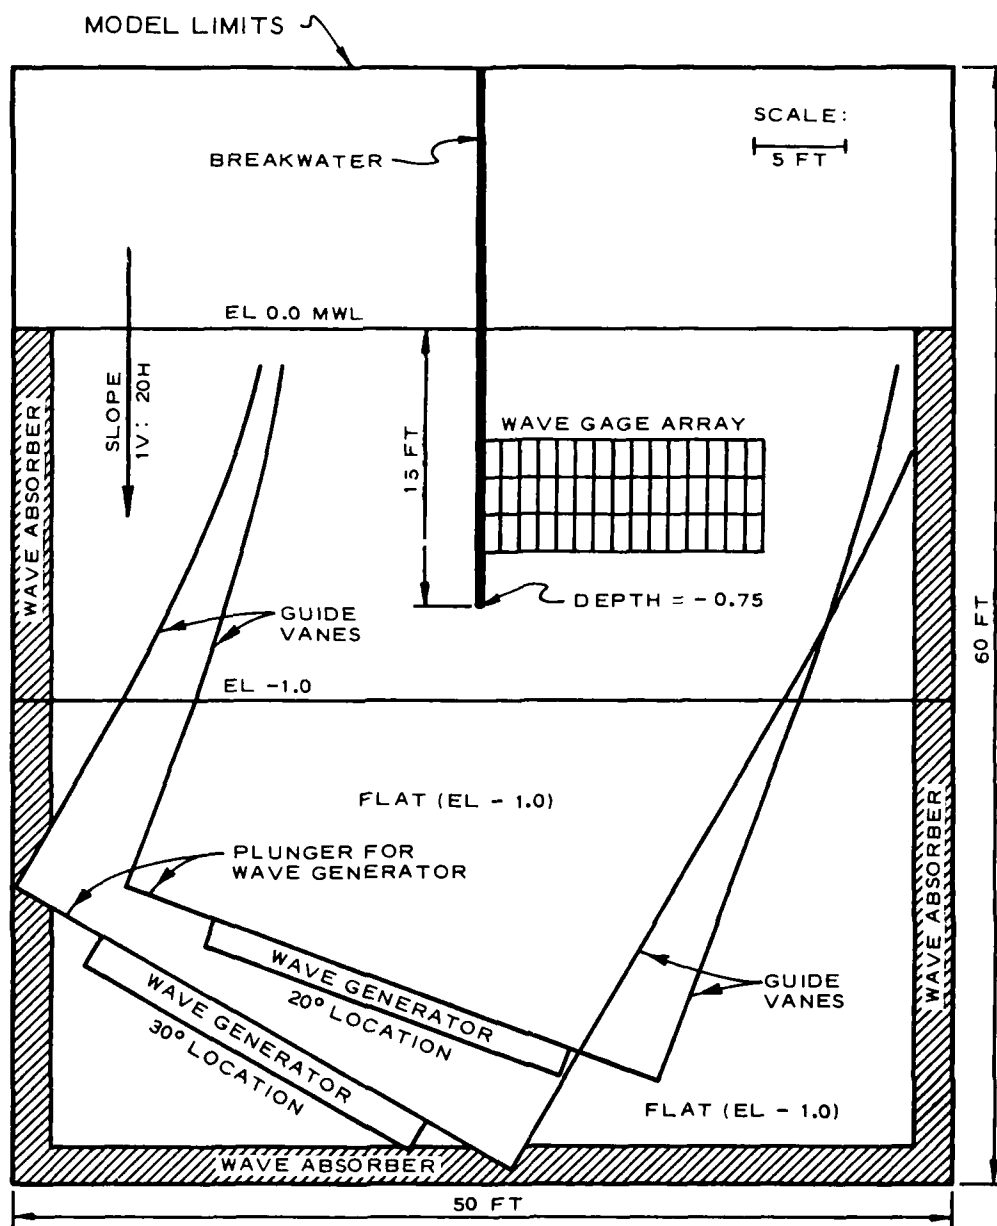 MODEL LIMITS
SCALE:
5 FT
BREAKWATER
EL 0.0 MWL
SLOPE
1V: 20H
WAVE ABSORBER
15 FT
WAVE GAGE ARRAY
DEPTH = -0.75
GUIDE
VANES
60 FT
EL -1.0
FLAT (EL - 1.0)
PLUNGER FOR
WAVE GENERATOR
WAVE ABSORBER
WAVE GENERATOR
20° LOCATION
WAVE GENERATOR
30° LOCATION
GUIDE
VANES
FLAT (EL - 1.0)
WAVE ABSORBER
50 FT